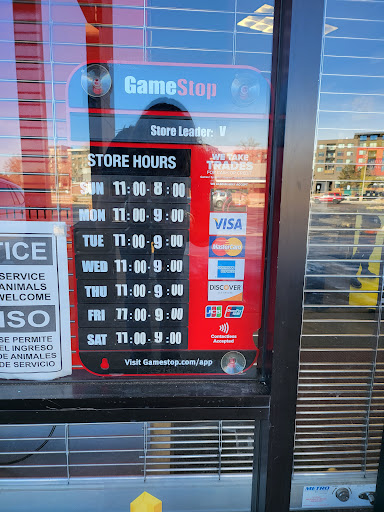 GameStop
Store Leader: V
STORE HOURS
SUN 11:00 - 8:00
MON 11:00 - 9:00
TUE 11:00 - 9:00
WED 11:00 - 9:00
THU 11:00 - 9:00
FRI 11:00 - 9:00
SAT 11:00 - 9:00
WE TAKE
TRADES
VISA
MasterCard
DISCOVER
JCB
Contactless
Accepted
Visit Gamestop.com/app
TICE
SERVICE
ANIMALS
WELCOME
ISO
SE PERMITE
EL INGRESO
DE ANIMALES
DE SERVICIO
METRO